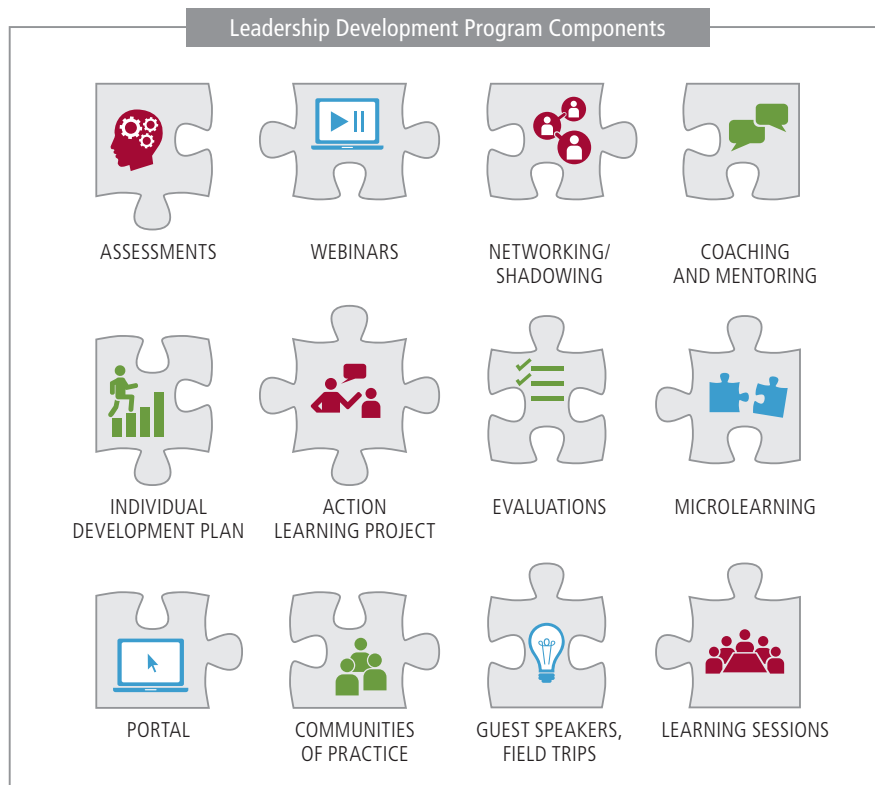 Leadership Development Program Components
ASSESSMENTS
WEBINARS
NETWORKING/
SHADOWING
COACHING
AND MENTORING
INDIVIDUAL
DEVELOPMENT PLAN
ACTION
LEARNING PROJECT
EVALUATIONS
MICROLEARNING
PORTAL
COMMUNITIES
OF PRACTICE
GUEST SPEAKERS,
FIELD TRIPS
LEARNING SESSIONS